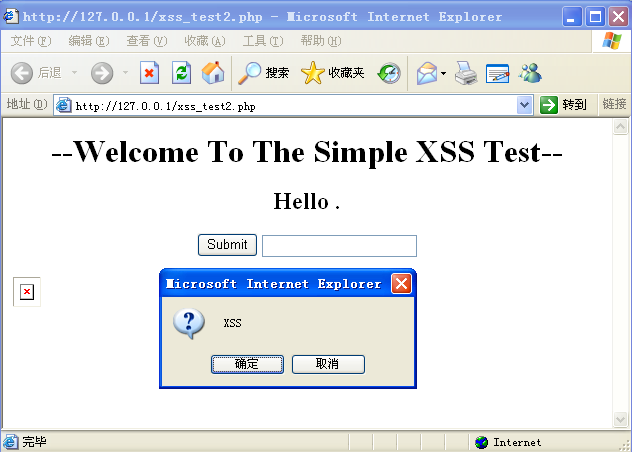 http://127.0.0.1/xss_test2.php - Microsoft Internet Explorer
文件(F) 编辑(E) 查看(V) 收藏(A) 工具(T) 帮助(H)
后退 搜索 收藏夹
地址(D) http://127.0.0.1/xss_test2.php 转到 链接
--Welcome To The Simple XSS Test--
Hello .
Submit
Microsoft Internet Explorer
XSS
确定 取消
完毕 Internet